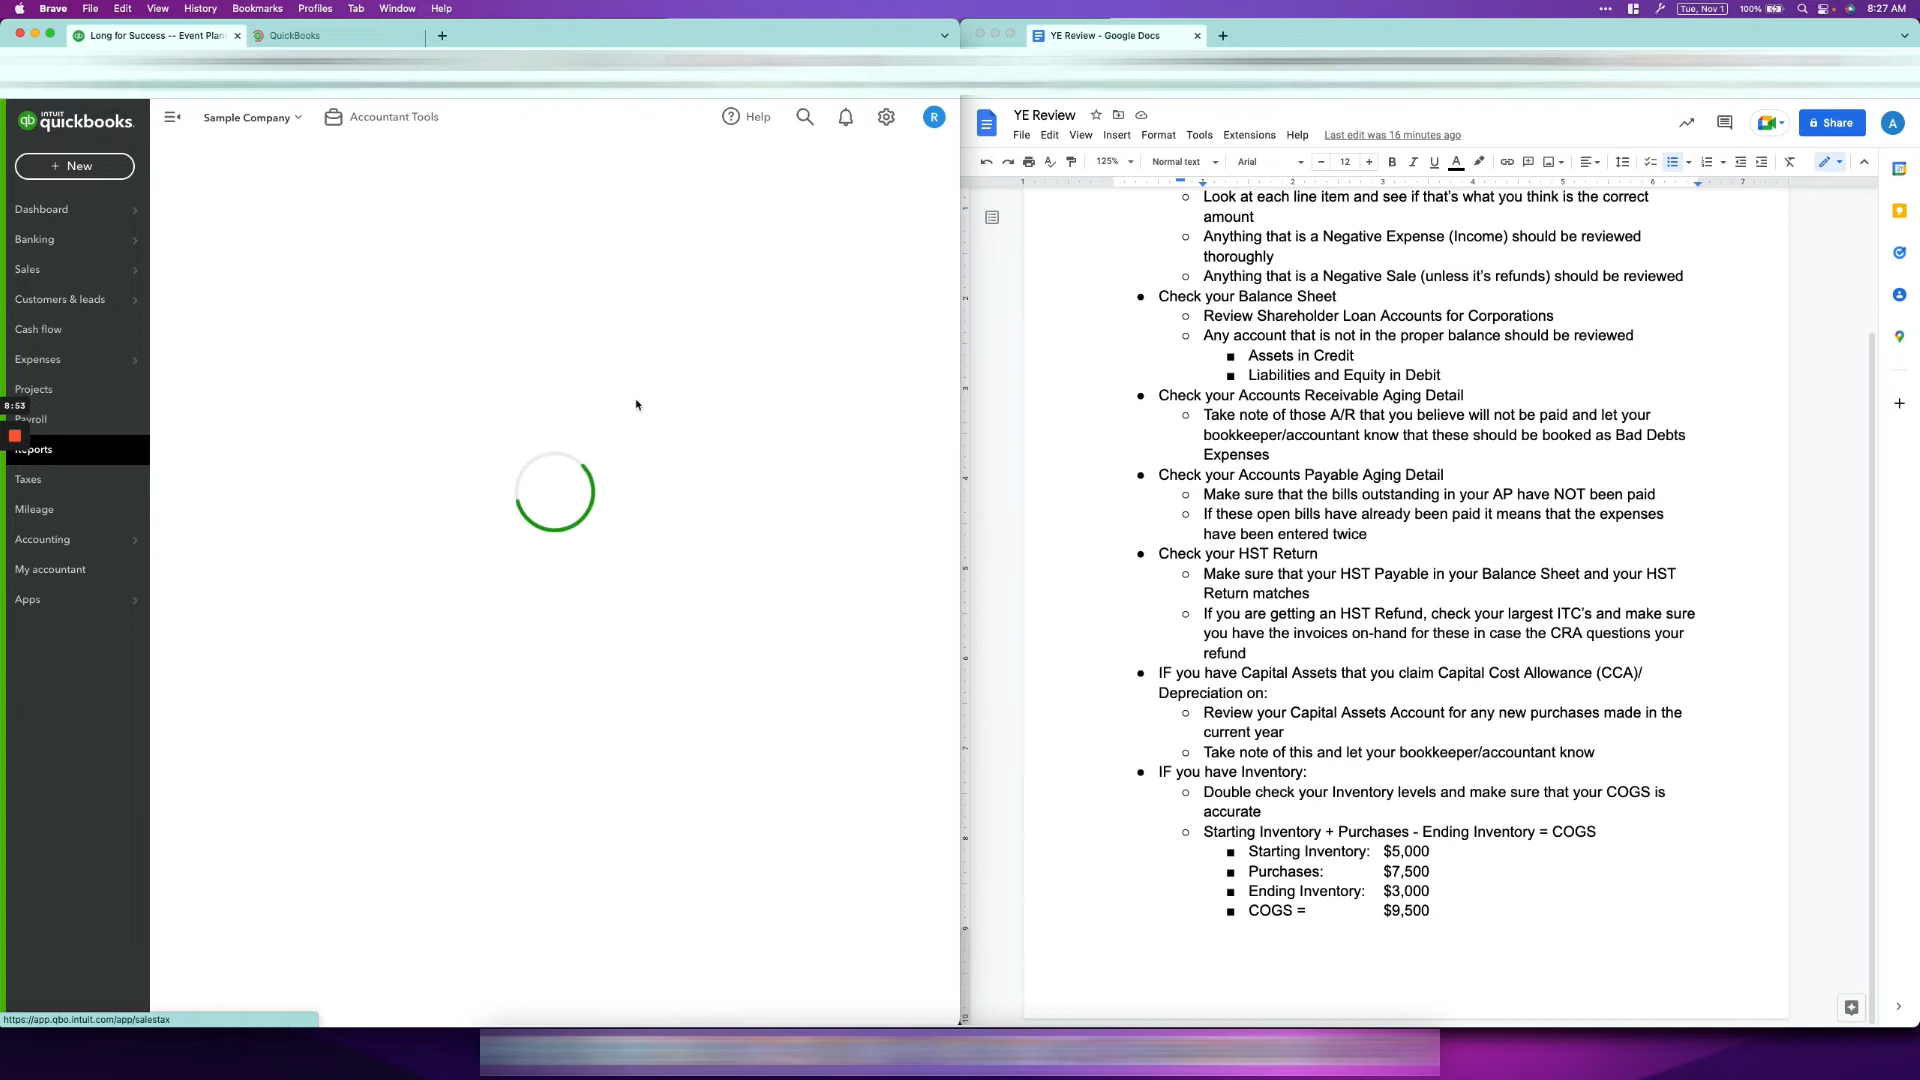 Brave File Edit View History Bookmarks Profiles Tab Window Help
Tue, Nov 1 100% 8:27 AM
Long for Success -- Event Plan
QuickBooks
YE Review - Google Docs
INTUIT
quickbooks.
Sample Company
Accountant Tools
Help
R
+ New
Dashboard
Banking
Sales
Customers & leads
Cash flow
Expenses
Projects
8:53
Payroll
Reports
Taxes
Mileage
Accounting
My accountant
Apps
https://app.qbo.intuit.com/app/salestax
YE Review
File Edit View Insert Format Tools Extensions Help Last edit was 16 minutes ago
Share
A
125% Normal text Arial 12
1 1 2 3 4 5 6 7
Look at each line item and see if that's what you think is the correct
amount
Anything that is a Negative Expense (Income) should be reviewed
thoroughly
Anything that is a Negative Sale (unless it's refunds) should be reviewed
Check your Balance Sheet
Review Shareholder Loan Accounts for Corporations
Any account that is not in the proper balance should be reviewed
Assets in Credit
Liabilities and Equity in Debit
Check your Accounts Receivable Aging Detail
Take note of those A/R that you believe will not be paid and let your
bookkeeper/accountant know that these should be booked as Bad Debts
Expenses
Check your Accounts Payable Aging Detail
Make sure that the bills outstanding in your AP have NOT been paid
If these open bills have already been paid it means that the expenses
have been entered twice
Check your HST Return
Make sure that your HST Payable in your Balance Sheet and your HST
Return matches
If you are getting an HST Refund, check your largest ITC's and make sure
you have the invoices on-hand for these in case the CRA questions your
refund
IF you have Capital Assets that you claim Capital Cost Allowance (CCA)/
Depreciation on:
Review your Capital Assets Account for any new purchases made in the
current year
Take note of this and let your bookkeeper/accountant know
IF you have Inventory:
Double check your Inventory levels and make sure that your COGS is
accurate
Starting Inventory + Purchases - Ending Inventory = COGS
Starting Inventory: $5,000
Purchases: $7,500
Ending Inventory: $3,000
COGS = $9,500